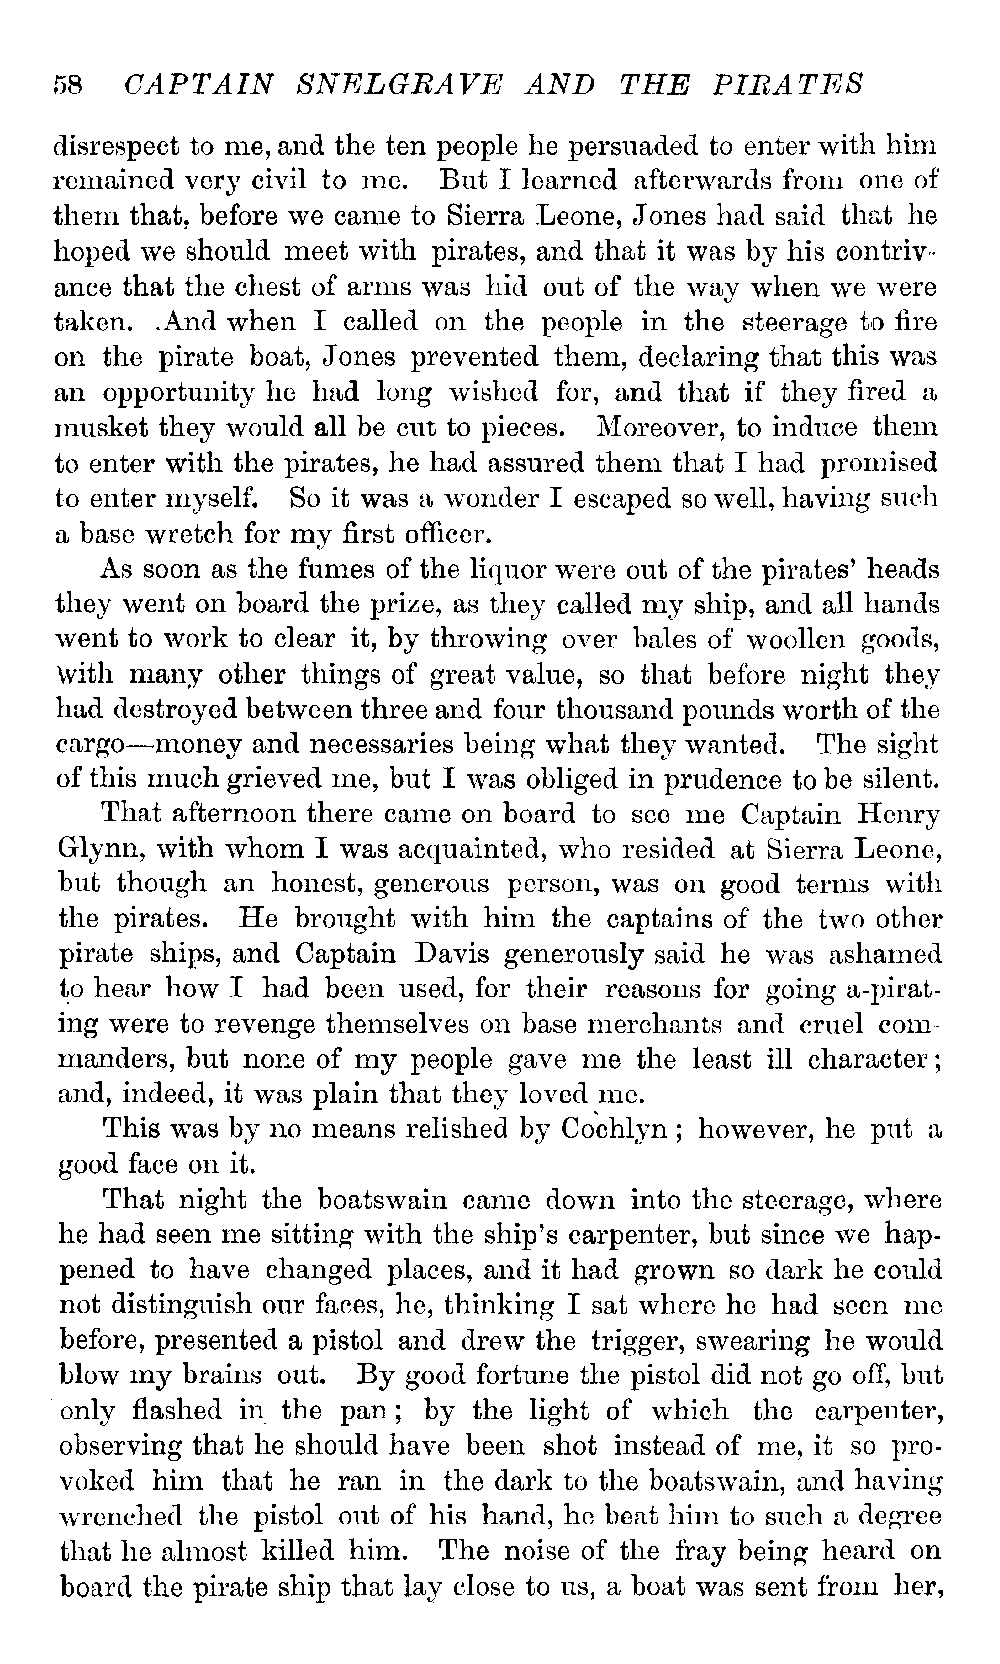 58 CAPTAIN SNELGRAVE AND THE PIRATES
disrespect to me, and the ten people he persuaded to enter with him
remained very civil to me. But I learned afterwards from one of
them that, before we came to Sierra Leone, Jones had said that he
hoped we should meet with pirates, and that it was by his contriv-
ance that the chest of arms was hid out of the way when we were
taken. And when I called on the people in the steerage to fire
on the pirate boat, Jones prevented them, declaring that this was
an opportunity he had long wished for, and that if they fired a
musket they would all be cut to pieces. Moreover, to induce them
to enter with the pirates, he had assured them that I had promised
to enter myself. So it was a wonder I escaped so well, having such
a base wretch for my first officer.
As soon as the fumes of the liquor were out of the pirates' heads
they went on board the prize, as they called my ship, and all hands
went to work to clear it, by throwing over bales of woollen goods,
with many other things of great value, so that before night they
had destroyed between three and four thousand pounds worth of the
cargo—money and necessaries being what they wanted. The sight
of this much grieved me, but I was obliged in prudence to be silent.
That afternoon there came on board to see me Captain Henry
Glynn, with whom I was acquainted, who resided at Sierra Leone,
but though an honest, generous person, was on good terms with
the pirates. He brought with him the captains of the two other
pirate ships, and Captain Davis generously said he was ashamed
to hear how I had been used, for their reasons for going a-pirat-
ing were to revenge themselves on base merchants and cruel com-
manders, but none of my people gave me the least ill character;
and, indeed, it was plain that they loved me.
This was by no means relished by Cochlyn; however, he put a
good face on it.
That night the boatswain came down into the steerage, where
he had seen me sitting with the ship's carpenter, but since we hap-
pened to have changed places, and it had grown so dark he could
not distinguish our faces, he, thinking I sat where he had seen me
before, presented a pistol and drew the trigger, swearing he would
blow my brains out. By good fortune the pistol did not go off, but
only flashed in the pan; by the light of which the carpenter,
observing that he should have been shot instead of me, it so pro-
voked him that he ran in the dark to the boatswain, and having
wrenched the pistol out of his hand, he beat him to such a degree
that he almost killed him. The noise of the fray being heard on
board the pirate ship that lay close to us, a boat was sent from her,